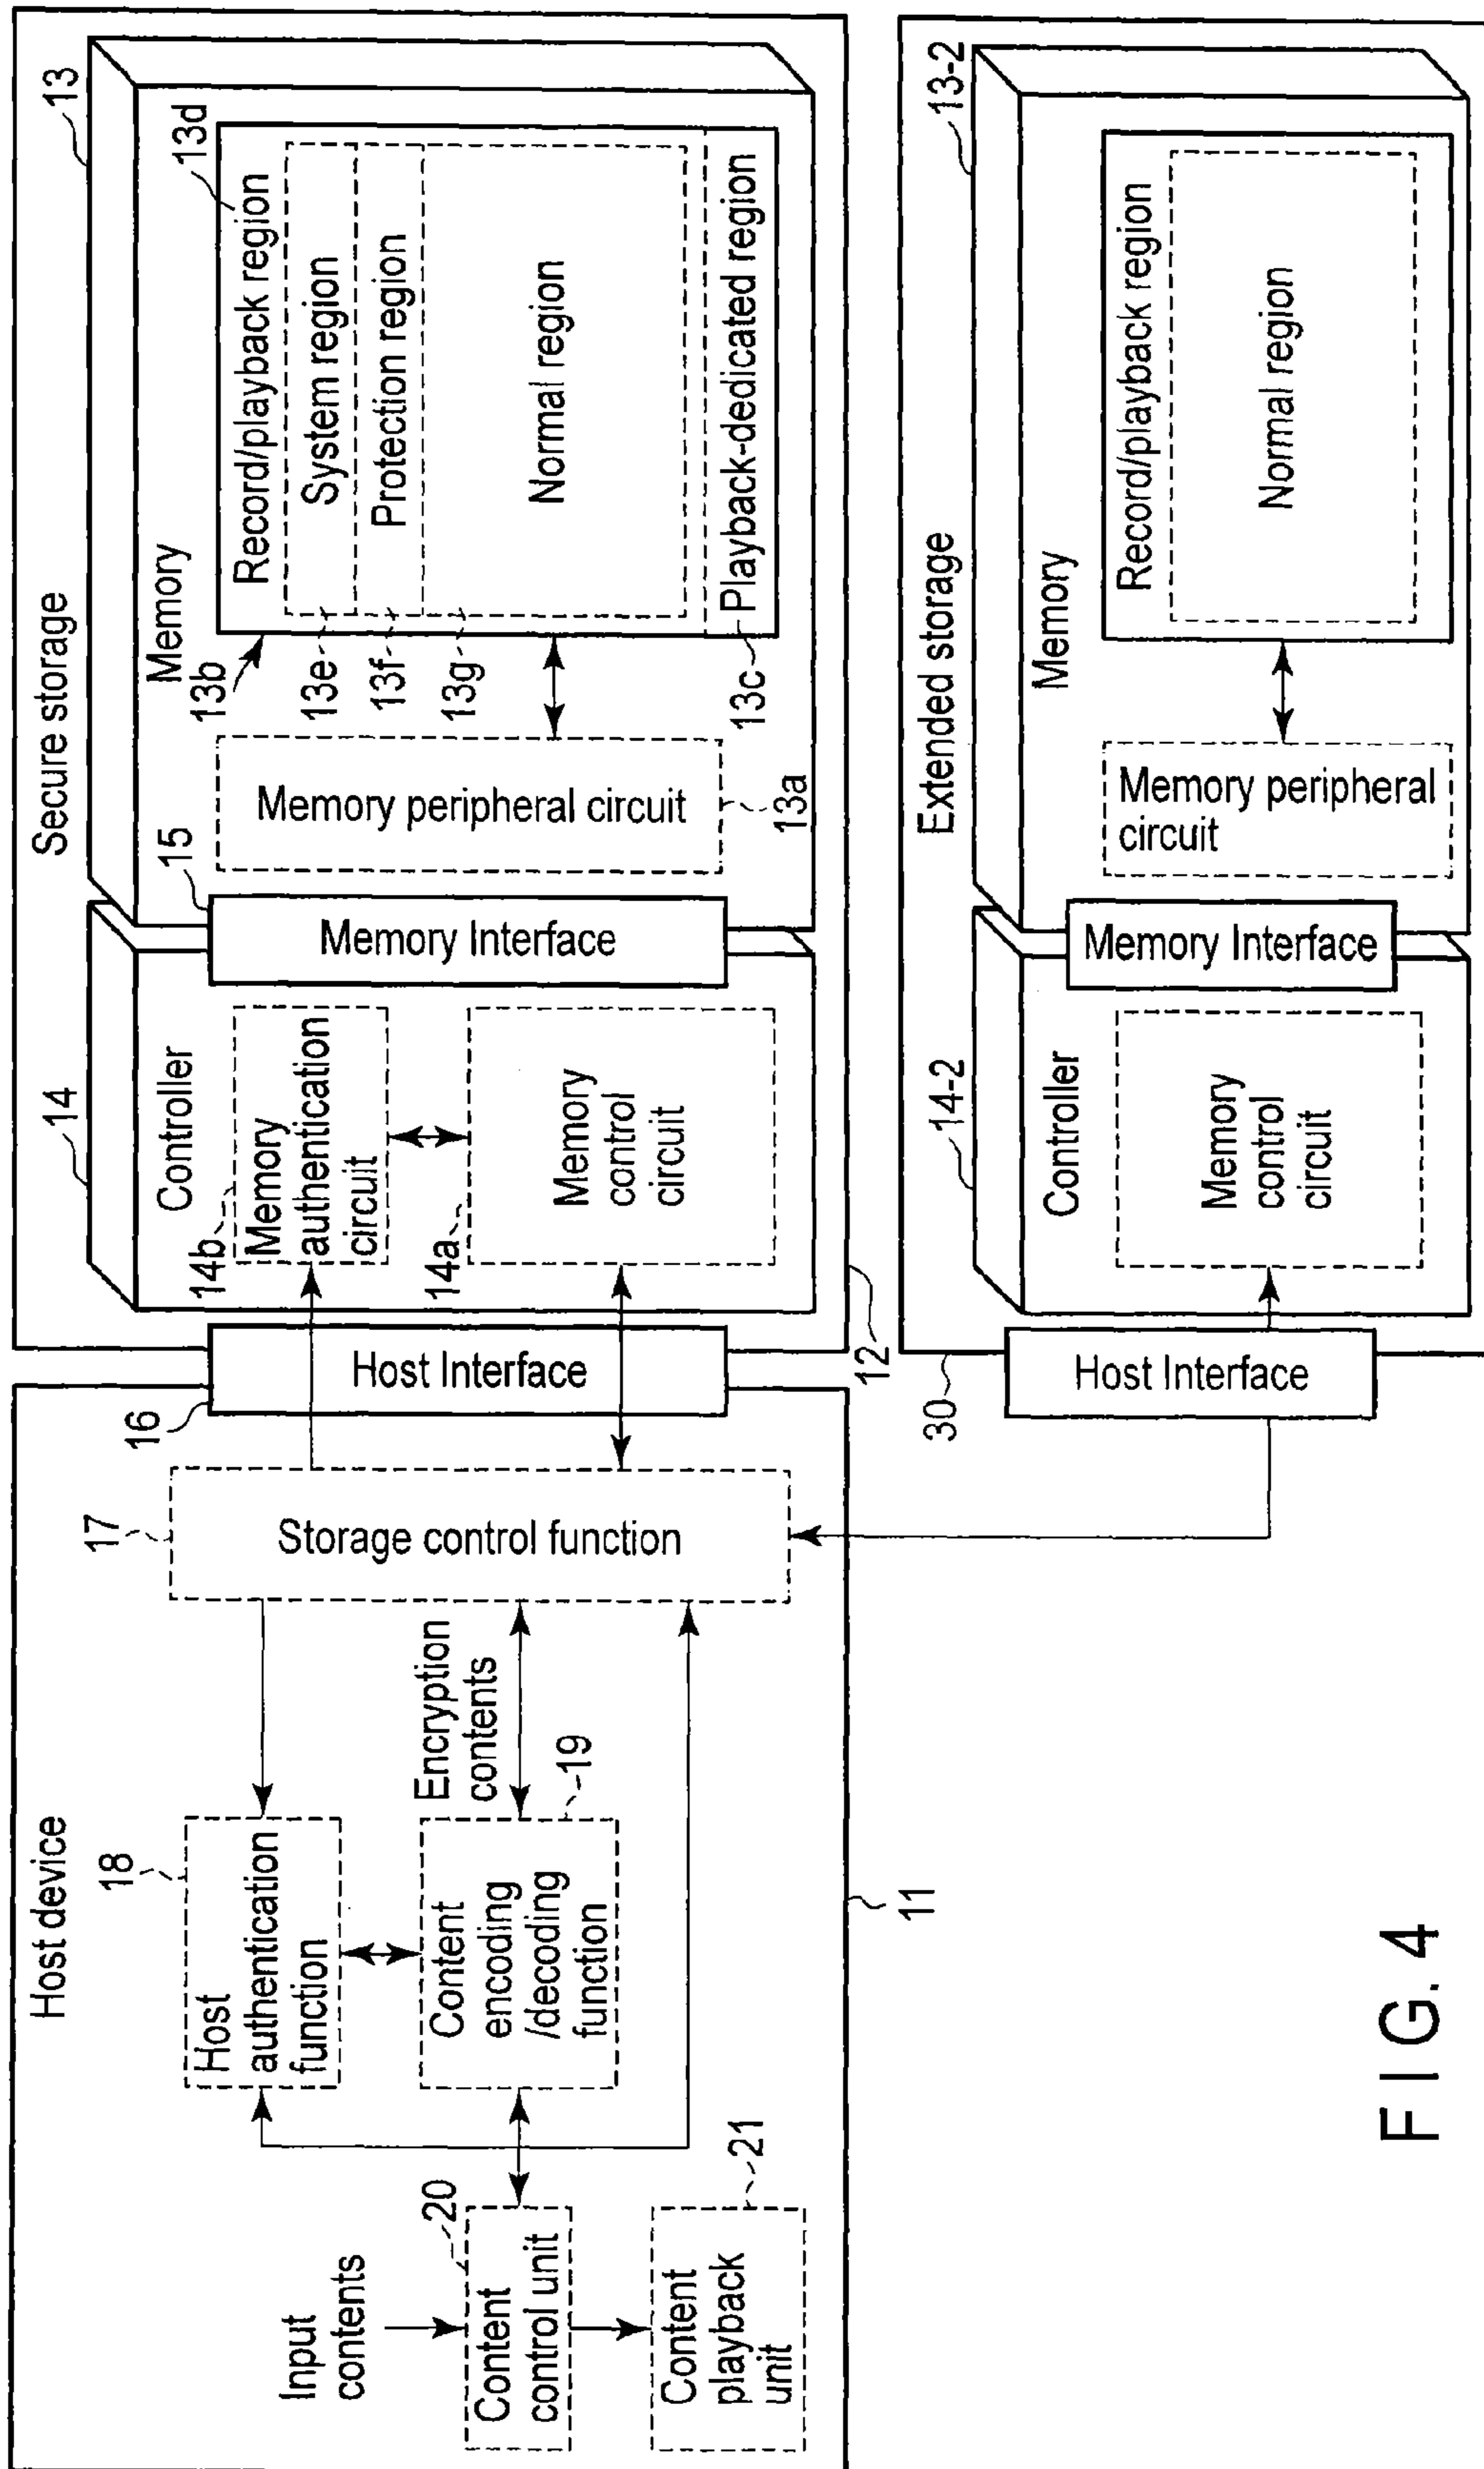 Host device
Input
contents
20
Content
control unit
21
Content
playback
unit
18
Host
authentication
function
Content
encoding
/decoding
function
19
Encryption
contents
17
Storage control function
11
16
Host Interface
Secure storage
12
14
Controller
14b
Memory
authentication
circuit
14a
Memory
control
circuit
15
Memory Interface
13
Memory
Memory peripheral circuit
13a
13b
13d
Record/playback region
13e
System region
13f
Protection region
13g
Normal region
13c
Playback-dedicated region
Extended storage
30
Host Interface
14-2
Controller
Memory
control
circuit
Memory Interface
13-2
Memory
Memory peripheral
circuit
Record/playback region
Normal region
FIG. 4